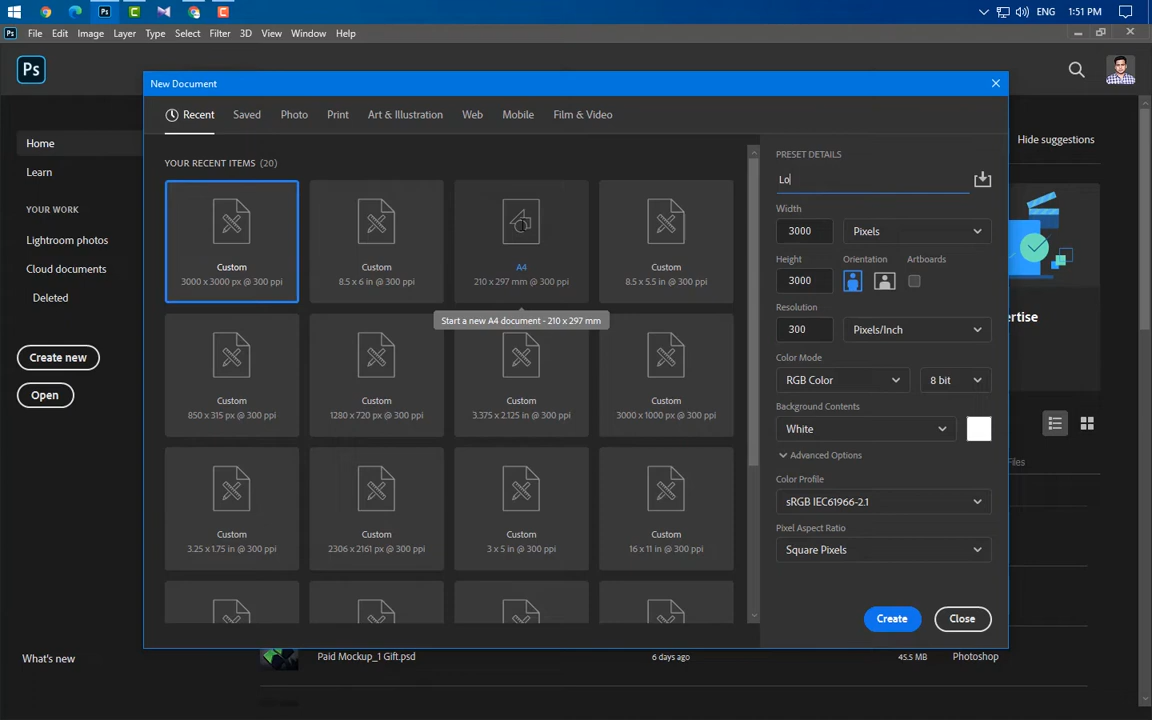 ENG 1:51 PM
Ps File Edit Image Layer Type Select Filter 3D View Window Help
Ps
New Document
Recent Saved Photo Print Art & Illustration Web Mobile Film & Video
Home
Learn
YOUR WORK
Lightroom photos
Cloud documents
Deleted
Create new
Open
What's new
Hide suggestions
YOUR RECENT ITEMS (20)
Custom Custom A4 Custom
3000 x 3000 px @ 300 ppi 8.5 x 6 in @ 300 ppi 210 x 297 mm @ 300 ppi 8.5 x 5.5 in @ 300 ppi
Start a new A4 document - 210 x 297 mm
Custom Custom Custom Custom
850 x 315 px @ 300 ppi 1280 x 720 px @ 300 ppi 3.375 x 2.125 in @ 300 ppi 3000 x 1000 px @ 300 ppi
Custom Custom Custom Custom
3.25 x 1.75 in @ 300 ppi 2306 x 2161 px @ 300 ppi 3 x 5 in @ 300 ppi 16 x 11 in @ 300 ppi
PRESET DETAILS
Lo
Width
3000 Pixels
Height Orientation Artboards
3000
Resolution
300 Pixels/Inch
Color Mode
RGB Color 8 bit
Background Contents
White
Advanced Options
Color Profile
sRGB IEC61966-2.1
Pixel Aspect Ratio
Square Pixels
Create Close
ertise
Files
Paid Mockup_1 Gift.psd 6 days ago 45.5 MB Photoshop